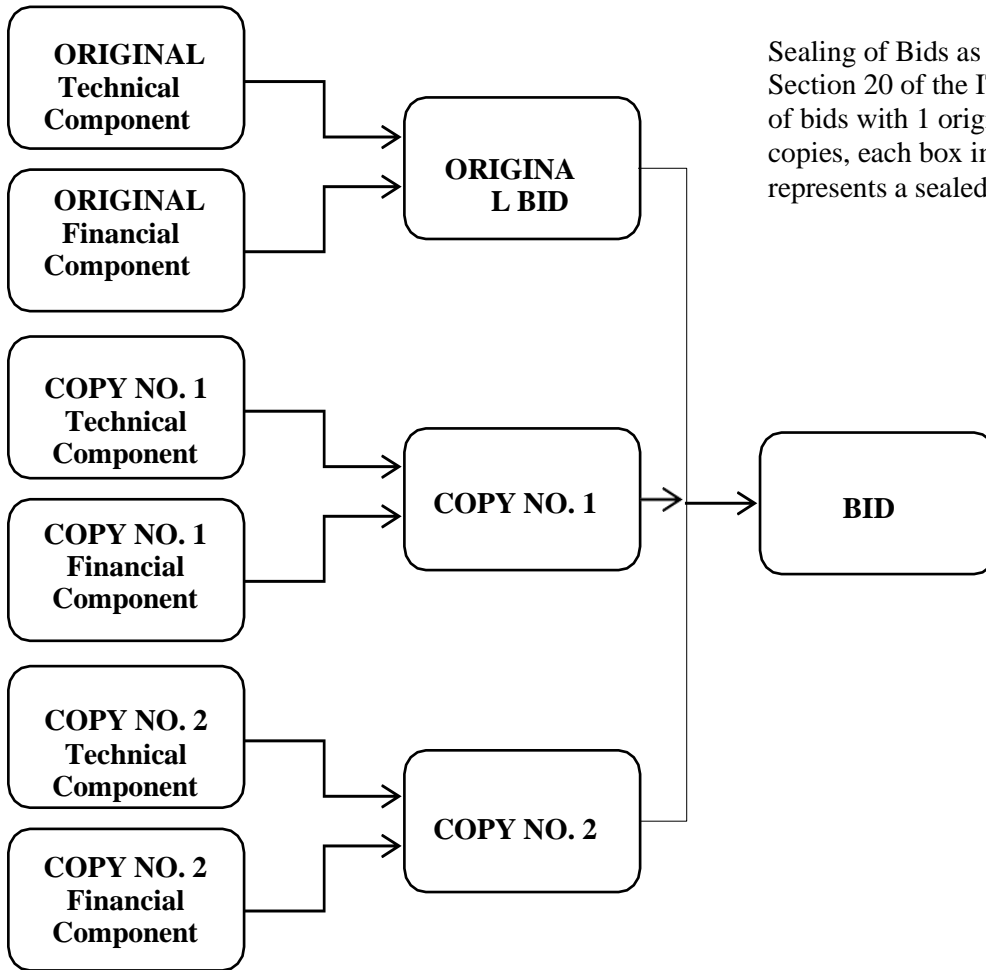 ORIGINAL
Technical
Component
ORIGINAL
Financial
Component
ORIGINA
L BID
Sealing of Bids as
Section 20 of the
of bids with 1 origi
copies, each box in
represents a sealed
COPY NO. 1
Technical
Component
COPY NO. 1
Financial
Component
COPY NO. 1
BID
COPY NO. 2
Technical
Component
COPY NO. 2
Financial
Component
COPY NO. 2